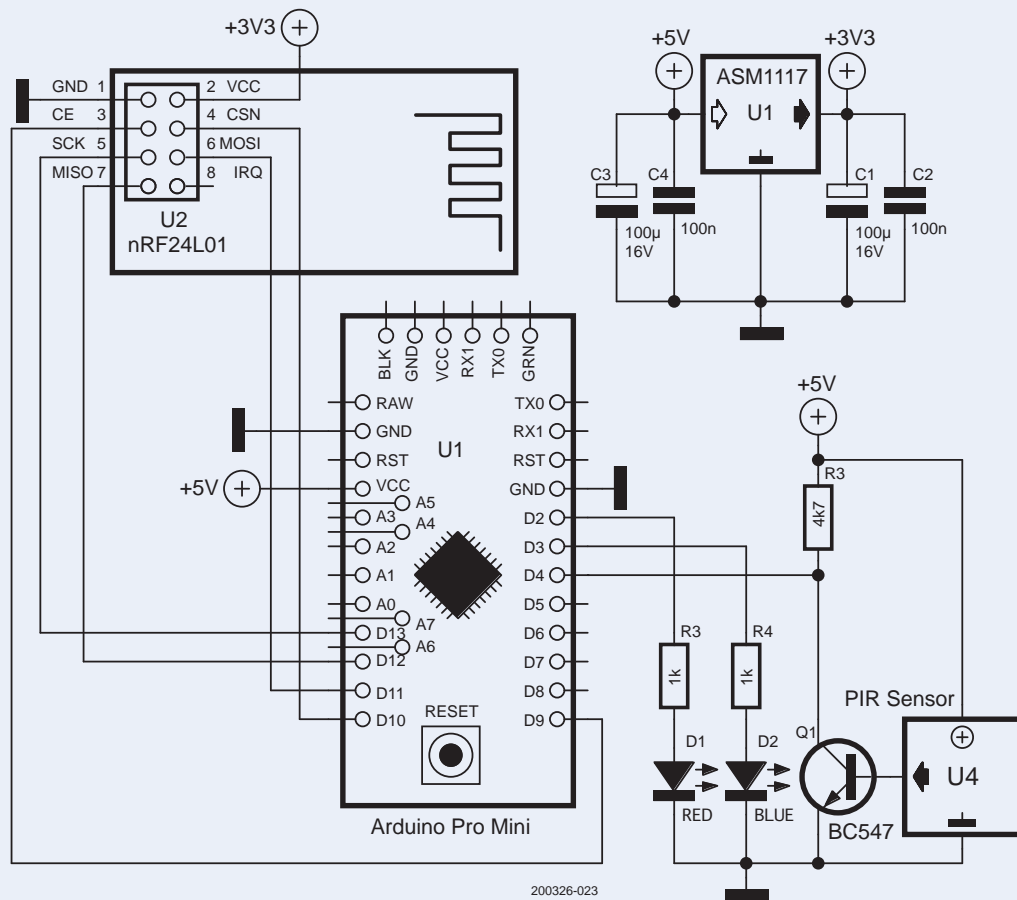 +3V3
GND 1
2 VCC
CE 3
4 CSN
SCK 5
6 MOSI
MISO 7
8 IRQ
U2
nRF24L01
+5V
+3V3
ASM1117
U1
C3
C4
C1
C2
100µ
16V
100n
100µ
16V
100n
BLK
GND
VCC
RX1
TX0
GRN
RAW
GND
RST
VCC
A5
A3
A4
A2
A1
A0
A7
D13
A6
D12
D11
D10
+5V
U1
TX0
RX1
RST
GND
D2
D3
D4
D5
D6
D7
D8
D9
RESET
Arduino Pro Mini
+5V
R3
4k7
R3
1k
R4
1k
D1
RED
D2
BLUE
Q1
BC547
PIR Sensor
U4
200326-023